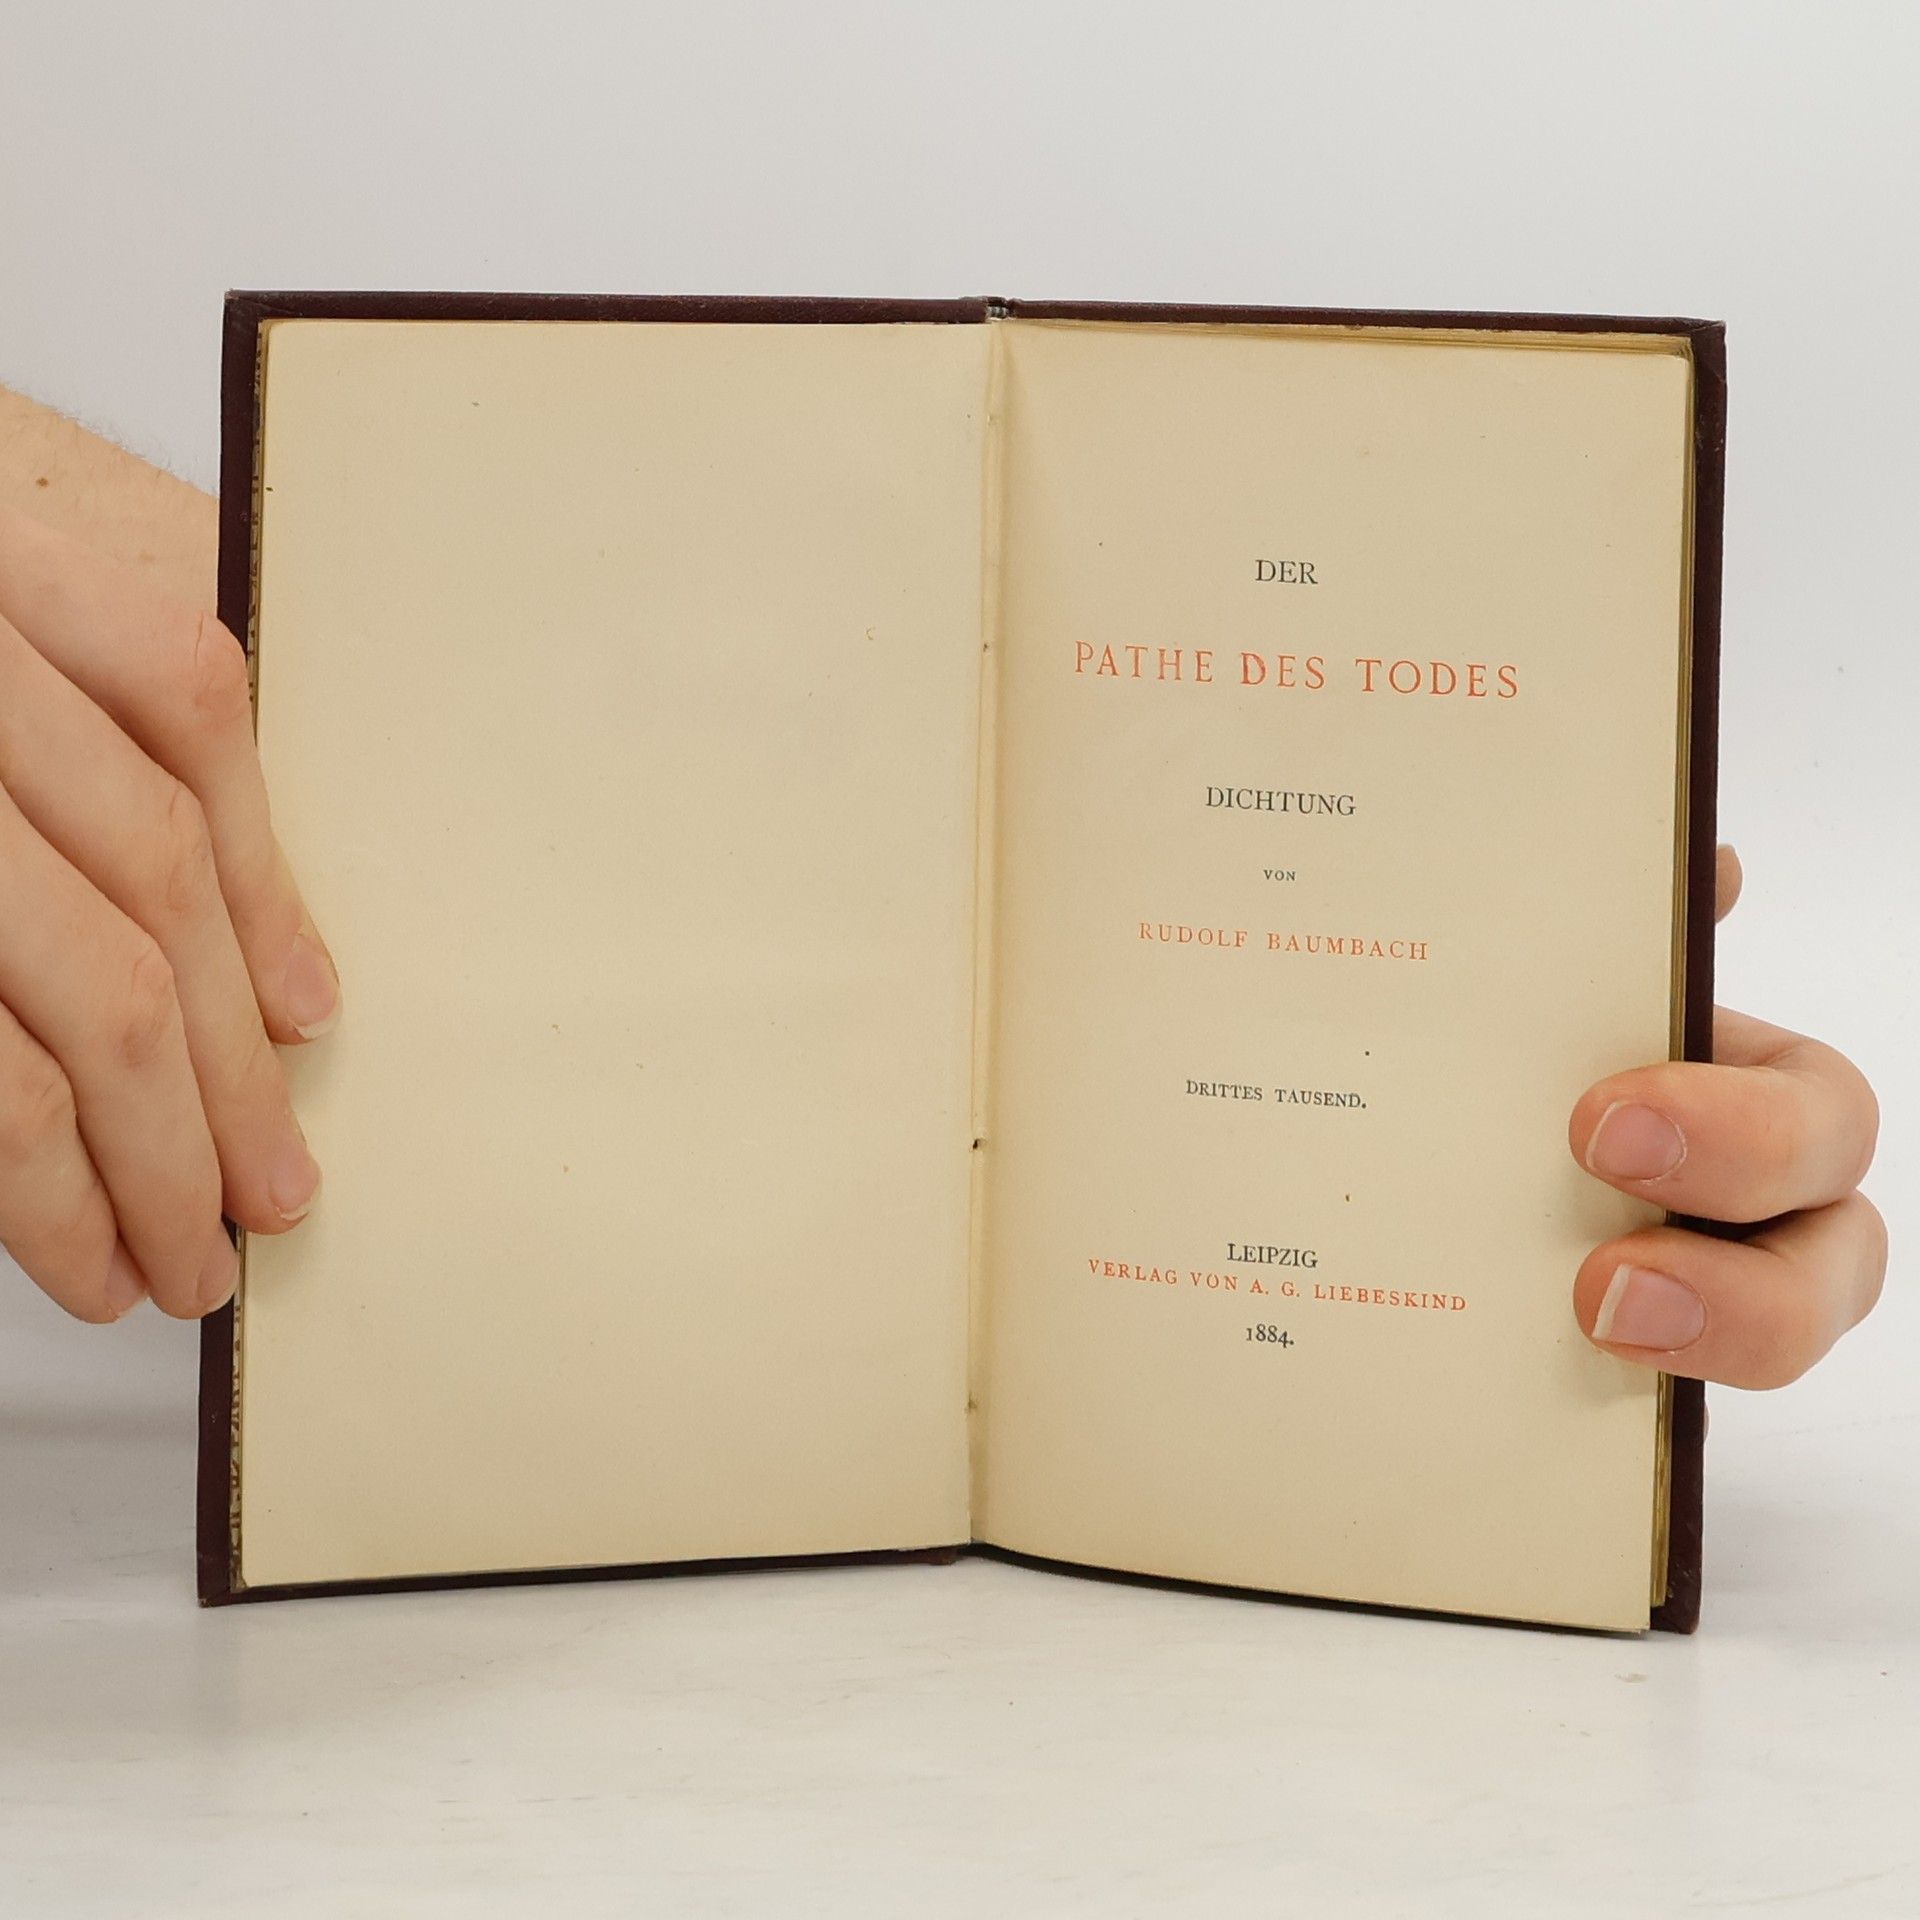 DER
PATHE DES TODES
DICHTUNG
VON
RUDOLF BAUMBACH
DRITTES TAUSEND.
LEIPZIG
VERLAG VON A. G. LIEBESKIND
1884.